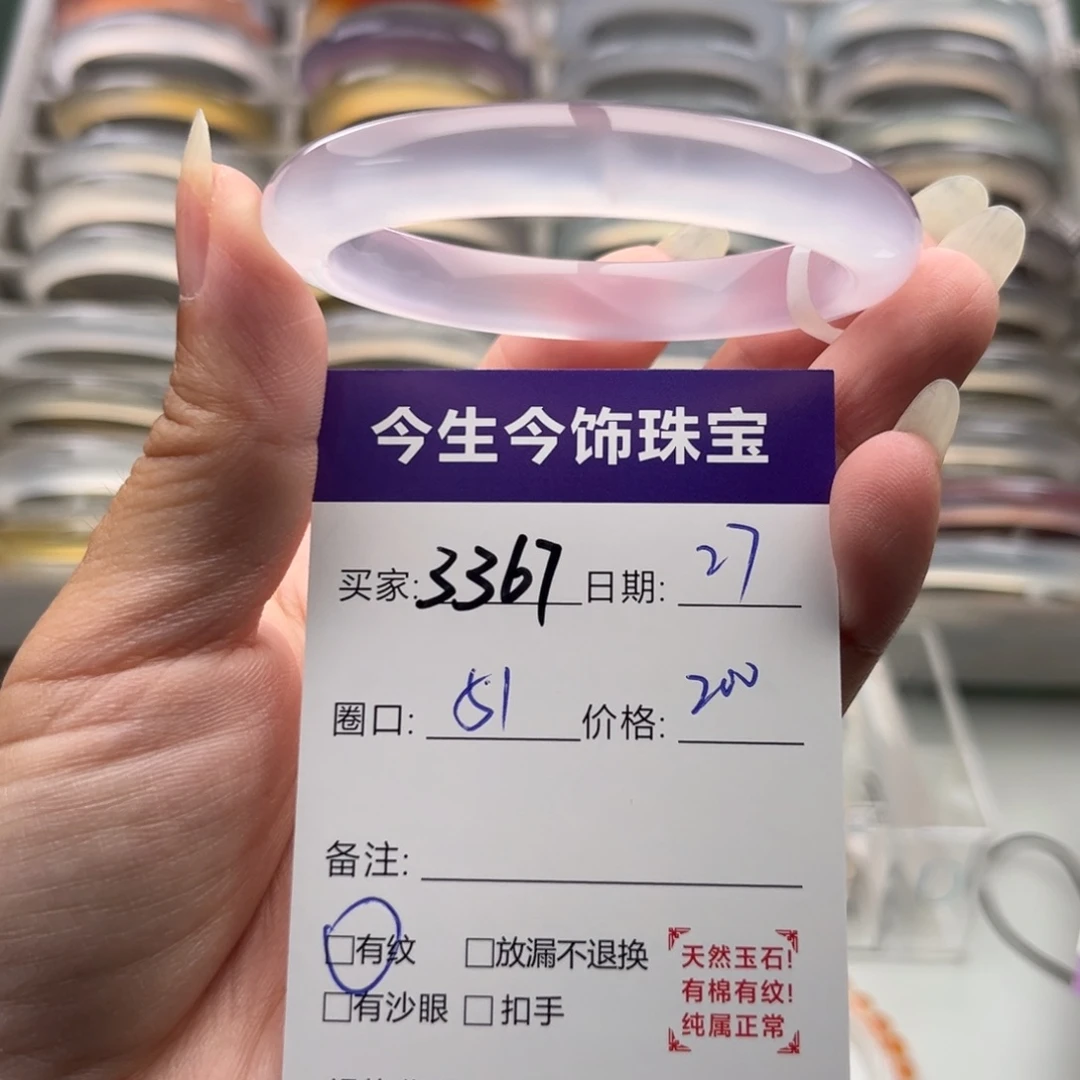 今生今饰珠宝
买家: 3367 日期: 27
圈口: 51 价格: 200
备注:
□有纹 □放漏不退换
□有沙眼 □扣手
天然玉石!
有棉有纹!
纯属正常